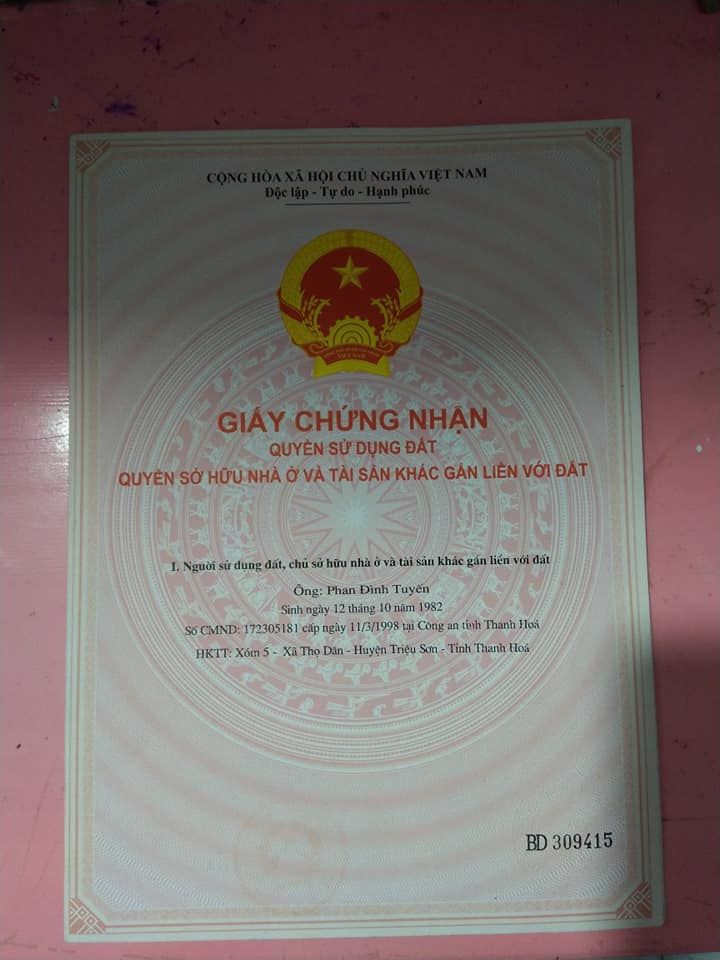 CỘNG HÒA XÃ HỘI CHỦ NGHĨA VIỆT NAM
Độc lập - Tự do - Hạnh phúc
VIỆT NAM
GIẤY CHỨNG NHẬN
QUYỀN SỬ DỤNG ĐẤT
QUYỀN SỞ HỮU NHÀ Ở VÀ TÀI SẢN KHÁC GẮN LIỀN VỚI ĐẤT
I. Người sử dụng đất, chủ sở hữu nhà ở và tài sản khác gắn liền với đất
Ông: Phan Đình Tuyến
Sinh ngày 12 tháng 10 năm 1982
Số CMND: 172305181 cấp ngày 11/3/1998 tại Công an tỉnh Thanh Hoá
HKTT: Xóm 5 - Xã Thọ Dân - Huyện Triệu Sơn - Tỉnh Thanh Hoá
BD 309415